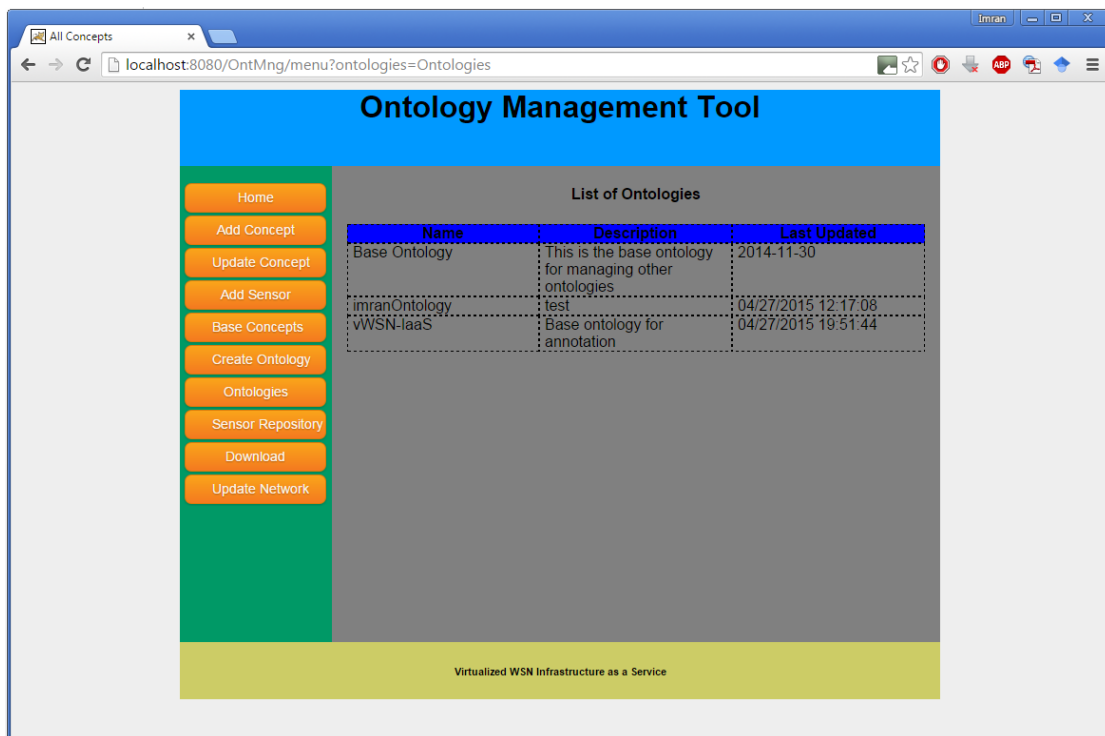 Imran
All Concepts
localhost:8080/OntMng/menu?ontologies=Ontologies
ABP
Ontology Management Tool
Home
Add Concept
Update Concept
Add Sensor
Base Concepts
Create Ontology
Ontologies
Sensor Repository
Download
Update Network
List of Ontologies
Name Description Last Updated
Base Ontology This is the base ontology 2014-11-30
for managing other
ontologies
imranOntology test 04/27/2015 12:17:08
vWSN-IaaS Base ontology for 04/27/2015 19:51:44
annotation
Virtualized WSN Infrastructure as a Service